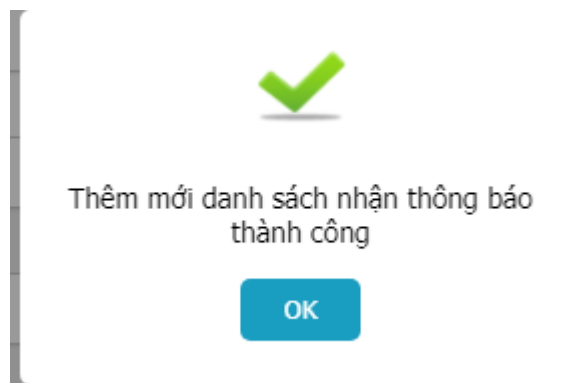 Thêm mới danh sách nhận thông báo
thành công
OK